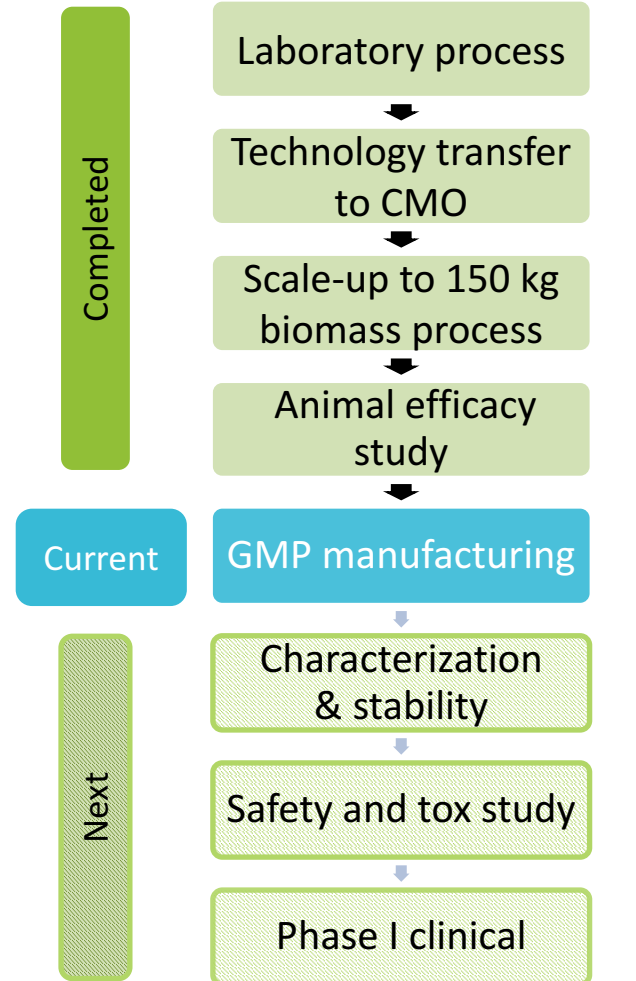 Completed
Laboratory process
Technology transfer
to CMO
Scale-up to 150 kg
biomass process
Animal efficacy
study
Current
GMP manufacturing
Next
Characterization
& stability
Safety and tox study
Phase I clinical